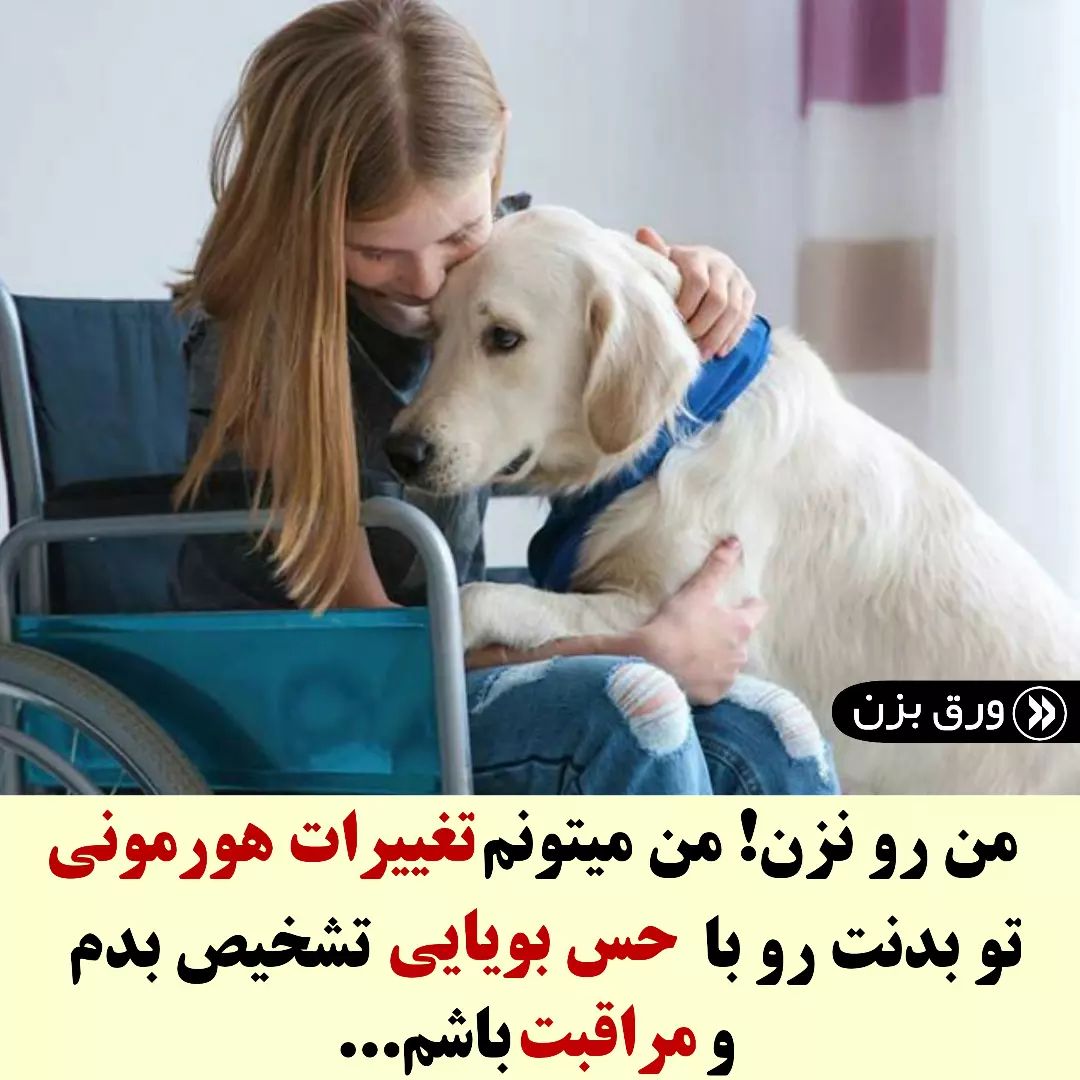 ورق بزن
من رو نزن! من میتونم تغییرات هورمونی
تو بدنت رو با حس بویایی تشخیص بدم
و مراقبت باشم...